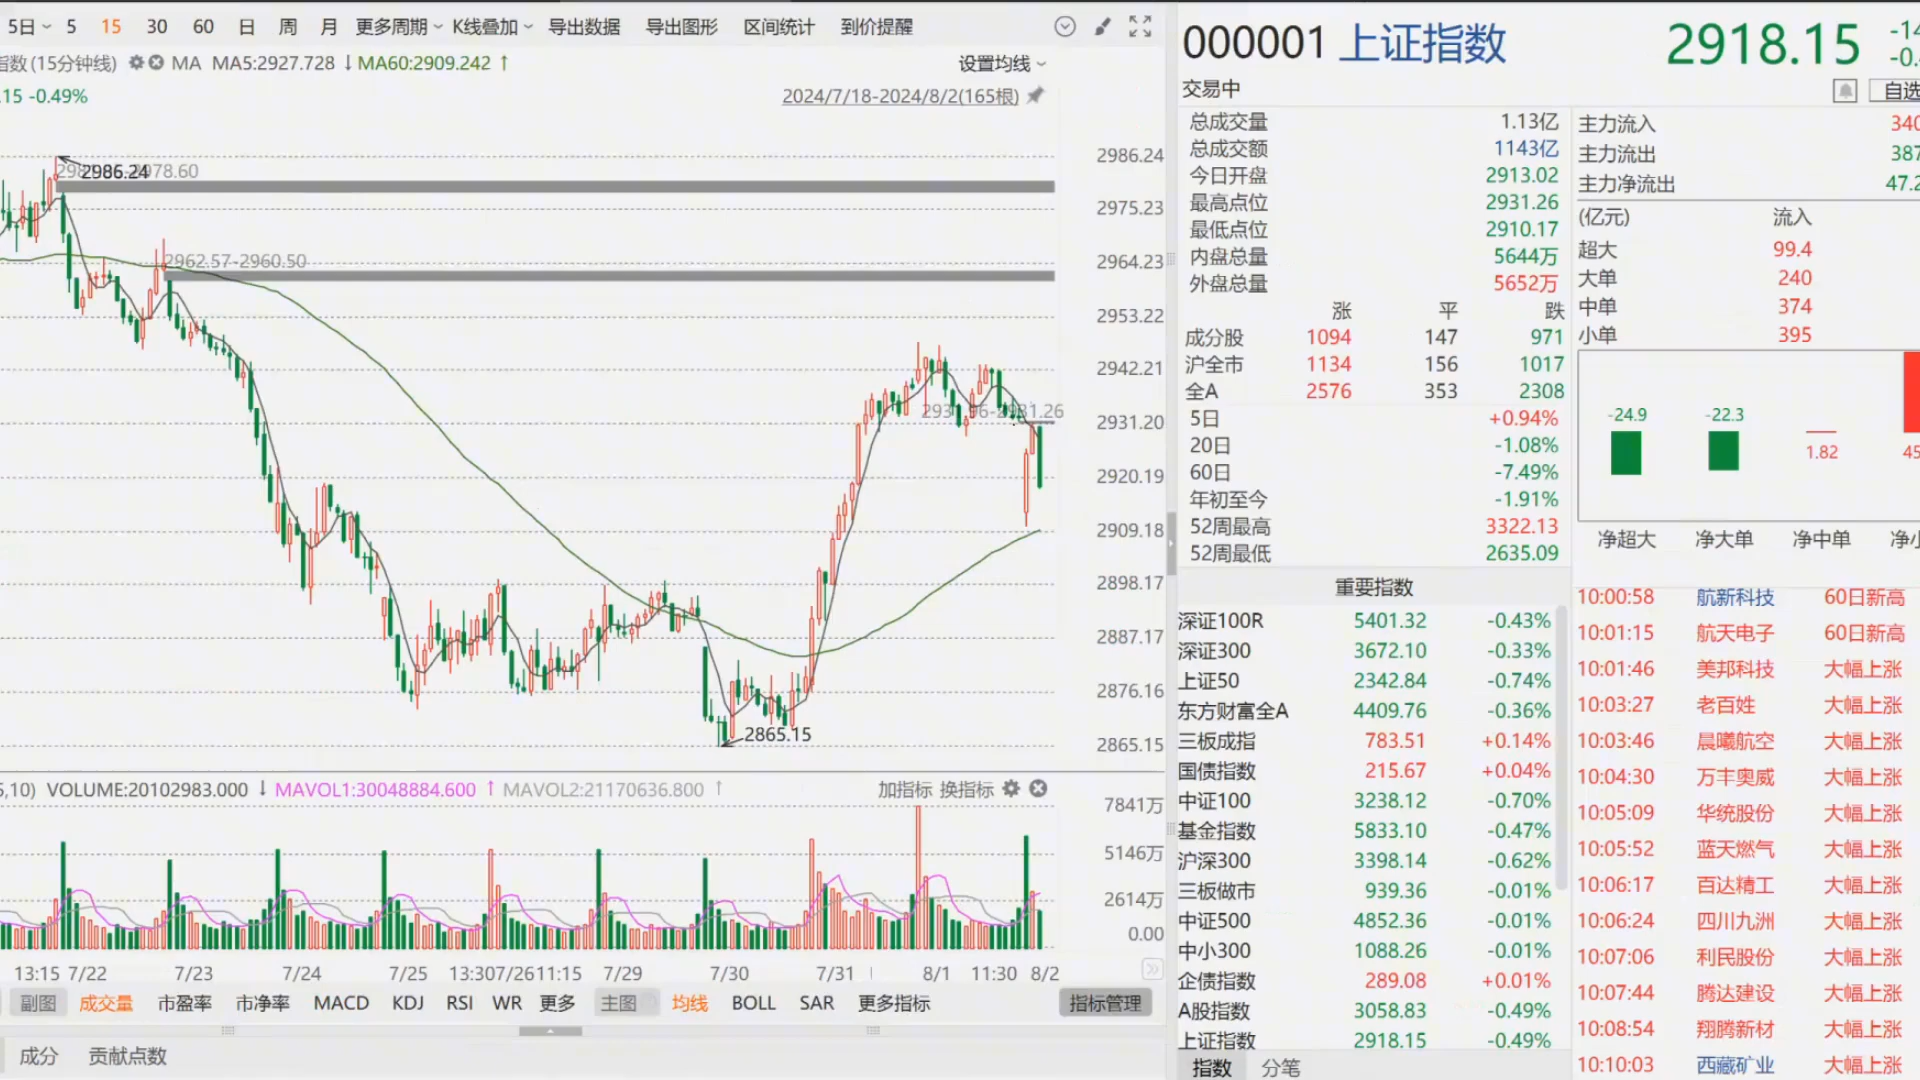 5日 5 15 30 60 日 周 月 更多周期 K线叠加 导出数据 导出图形 区间统计 到价提醒
指数(15分钟线) MA MA5:2927.728 ↓ MA60:2909.242 ↑ 设置均线
.15 -0.49% 2024/7/18-2024/8/2(165根)
2986.24
2978.60
2962.57-2960.50
2931.26
2865.15
2986.24
2975.23
2964.23
2953.22
2942.21
2931.20
2920.19
2909.18
2898.17
2887.17
2876.16
2865.15
5,10) VOLUME:20102983.000 ↓ MAVOL1:30048884.600 ↑ MAVOL2:21170636.800 ↑ 加指标 换指标
7841万
5146万
2614万
0.00
13:15 7/22 7/23 7/24 7/25 13:30 7/26 11:15 7/29 7/30 7/31 8/1 11:30 8/2
副图 成交量 市盈率 市净率 MACD KDJ RSI WR 更多 主图 均线 BOLL SAR 更多指标 指标管理
成分 贡献点数
000001 上证指数 2918.15
交易中 自选
总成交量 1.13亿
总成交额 1143亿
今日开盘 2913.02
最高点位 2931.26
最低点位 2910.17
内盘总量 5644万
外盘总量 5652万
涨 平 跌
成分股 1094 147 971
沪全市 1134 156 1017
全A 2576 353 2308
5日 +0.94%
20日 -1.08%
60日 -7.49%
年初至今 -1.91%
52周最高 3322.13
52周最低 2635.09
重要指数
深证100R 5401.32 -0.43%
深证300 3672.10 -0.33%
上证50 2342.84 -0.74%
东方财富全A 4409.76 -0.36%
三板成指 783.51 +0.14%
国债指数 215.67 +0.04%
中证100 3238.12 -0.70%
基金指数 5833.10 -0.47%
沪深300 3398.14 -0.62%
三板做市 939.36 -0.01%
中证500 4852.36 -0.01%
中小300 1088.26 -0.01%
企债指数 289.08 +0.01%
A股指数 3058.83 -0.49%
上证指数 2918.15 -0.49%
指数 分笔
主力流入 340
主力流出 387
主力净流出 47.2
(亿元) 流入
超大 99.4
大单 240
中单 374
小单 395
-24.9 -22.3 1.82 45
净超大 净大单 净中单 净小
10:00:58 航新科技 60日新高
10:01:15 航天电子 60日新高
10:01:46 美邦科技 大幅上涨
10:03:27 老百姓 大幅上涨
10:03:46 晨曦航空 大幅上涨
10:04:30 万丰奥威 大幅上涨
10:05:09 华统股份 大幅上涨
10:05:52 蓝天燃气 大幅上涨
10:06:17 百达精工 大幅上涨
10:06:24 四川九洲 大幅上涨
10:07:06 利民股份 大幅上涨
10:07:44 腾达建设 大幅上涨
10:08:54 翔腾新材 大幅上涨
10:10:03 西藏矿业 大幅上涨